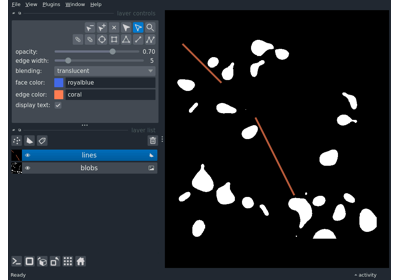 File View Plugins Window Help
layer controls
opacity: 0.70
edge width: 5
blending: translucent
face color: royalblue
edge color: coral
display text:
layer list
lines
blobs
Ready
activity